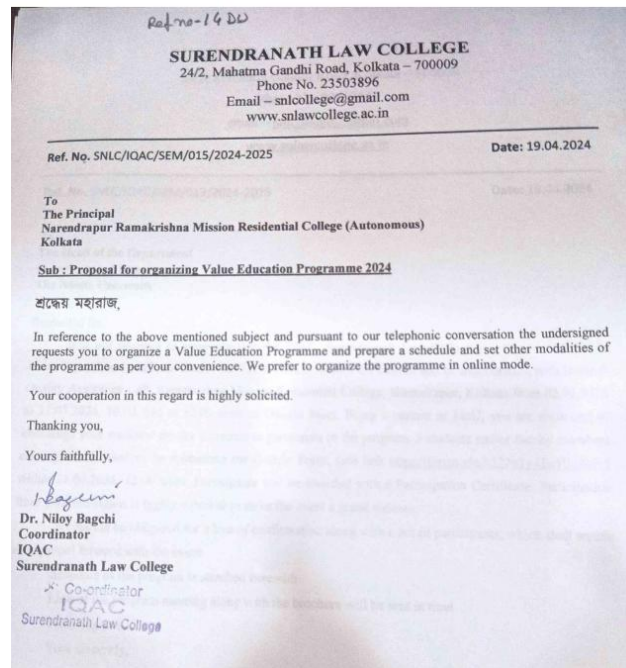 Ref no-14 DW
SURENDRANATH LAW COLLEGE
24/2, Mahatma Gandhi Road, Kolkata – 700009
Phone No. 23503896
Email – snlcollege@gmail.com
www.snlawcollege.ac.in
Ref. No. SNLC/IQAC/SEM/015/2024-2025 Date: 19.04.2024
To
The Principal
Narendrapur Ramakrishna Mission Residential College (Autonomous)
Kolkata
Sub : Proposal for organizing Value Education Programme 2024
শ্রদ্ধেয় মহারাজ,
In reference to the above mentioned subject and pursuant to our telephonic conversation the undersigned
requests you to organize a Value Education Programme and prepare a schedule and set other modalities of
the programme as per your convenience. We prefer to organize the programme in online mode.
Your cooperation in this regard is highly solicited.
Thanking you,
Yours faithfully,
Dr. Niloy Bagchi
Coordinator
IQAC
Surendranath Law College
Co-ordinator
IQAC
Surendranath Law College